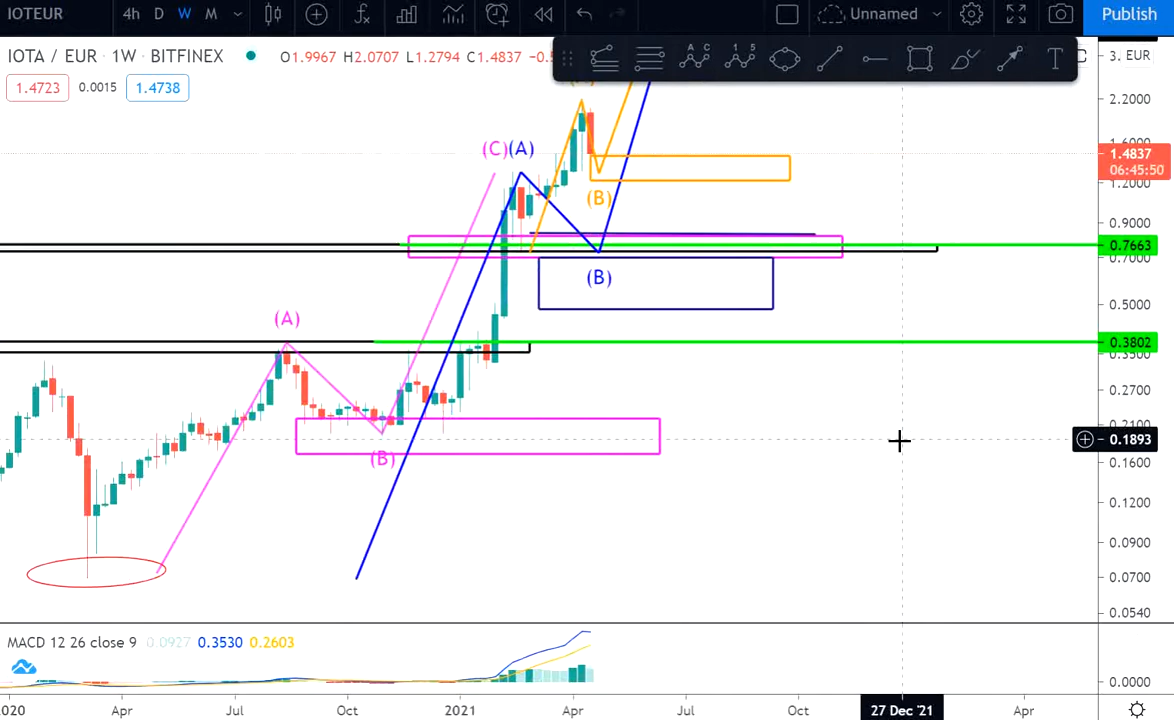 IOTEUR 4h D W M Unnamed Publish
IOTA / EUR · 1W · BITFINEX O1.9967 H2.0707 L1.2794 C1.4837
1.4723 0.0015 1.4738
A C
1 5
T
3. EUR
2.2000
1.4837
06:45:50
1.2000
0.9000
0.7663
0.7000
0.5000
0.3802
0.3500
0.2700
0.2100
0.1893
0.1600
0.1200
0.0900
0.0700
0.0540
(C) (A)
(B)
(B)
(A)
(B)
MACD 12 26 close 9 0.0927 0.3530 0.2603
0.0000
2020 Apr Jul Oct 2021 Apr Jul Oct 27 Dec '21 Apr